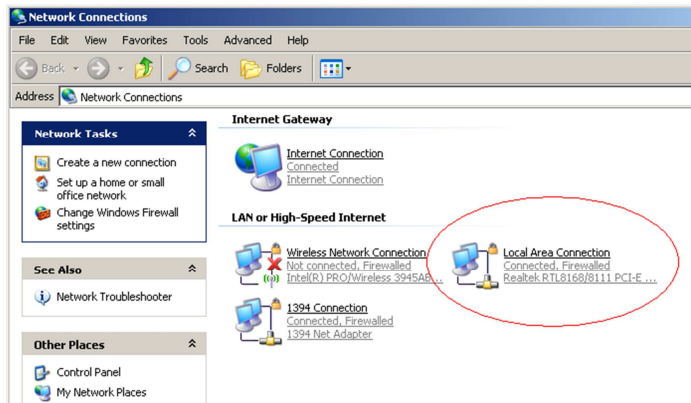 Network Connections
File Edit View Favorites Tools Advanced Help
Back Search Folders
Address Network Connections
Network Tasks
Create a new connection
Set up a home or small
office network
Change Windows Firewall
settings
See Also
Network Troubleshooter
Other Places
Control Panel
My Network Places
Internet Gateway
Internet Connection
Connected
Internet Connection
LAN or High-Speed Internet
Wireless Network Connection
Not connected, Firewalled
Intel(R) PRO/Wireless 3945AB...
Local Area Connection
Connected, Firewalled
Realtek RTL8168/8111 PCI-E ...
1394 Connection
Connected, Firewalled
1394 Net Adapter